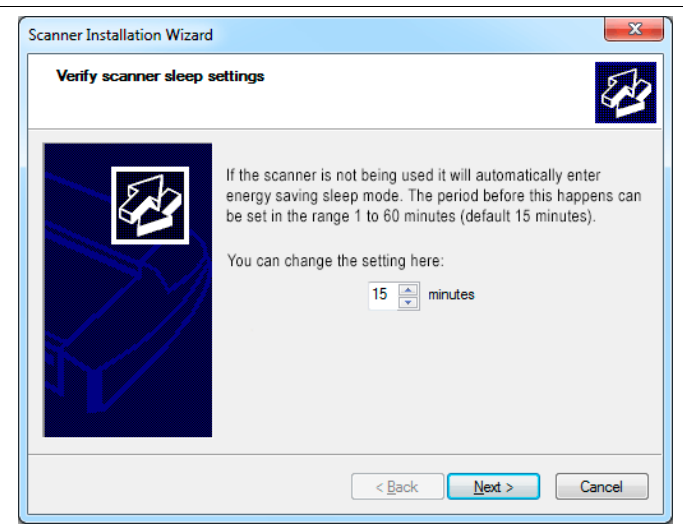 Scanner Installation Wizard
Verify scanner sleep settings
If the scanner is not being used it will automatically enter
energy saving sleep mode. The period before this happens can
be set in the range 1 to 60 minutes (default 15 minutes).
You can change the setting here:
15 minutes
< Back Next > Cancel